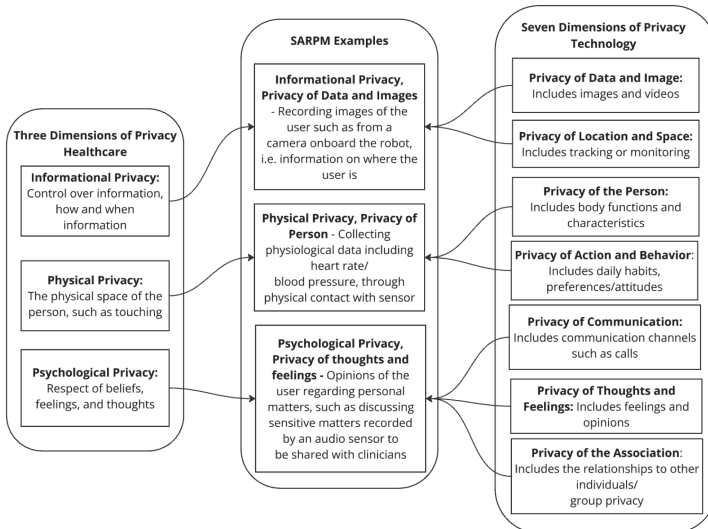 Three Dimensions of Privacy
Healthcare
Informational Privacy:
Control over information,
how and when
information
Physical Privacy:
The physical space of the
person, such as touching
Psychological Privacy:
Respect of beliefs,
feelings, and thoughts
SARPM Examples
Informational Privacy,
Privacy of Data and Images
- Recording images of the
user such as from a
camera onboard the robot,
i.e. information on where the
user is
Physical Privacy, Privacy of
Person - Collecting
physiological data including
heart rate/
blood pressure, through
physical contact with sensor
Psychological Privacy,
Privacy of thoughts and
feelings - Opinions of the
user regarding personal
matters, such as discussing
sensitive matters recorded
by an audio sensor to
be shared with clinicians
Seven Dimensions of Privacy
Technology
Privacy of Data and Image:
Includes images and videos
Privacy of Location and Space:
Includes tracking or monitoring
Privacy of the Person:
Includes body functions and
characteristics
Privacy of Action and Behavior:
Includes daily habits,
preferences/attitudes
Privacy of Communication:
Includes communication channels
such as calls
Privacy of Thoughts and
Feelings: Includes feelings and
opinions
Privacy of the Association:
Includes the relationships to other
individuals/
group privacy